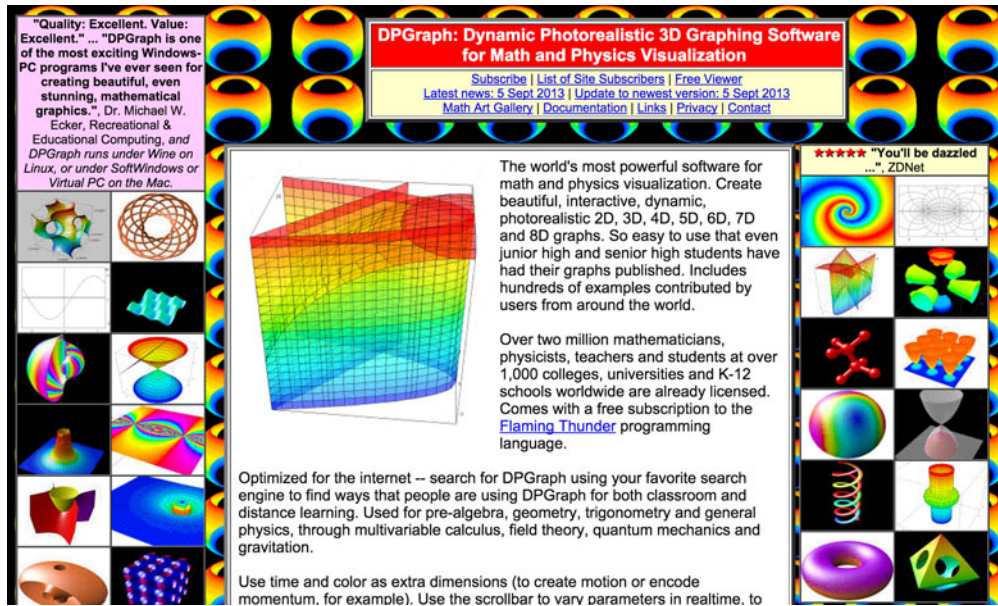 "Quality: Excellent. Value:
Excellent." ... "DPGraph is one
of the most exciting Windows-
PC programs I've ever seen for
creating beautiful, even
stunning, mathematical
graphics.", Dr. Michael W.
Ecker, Recreational &
Educational Computing, and
DPGraph runs under Wine on
Linux, or under SoftWindows or
Virtual PC on the Mac.
DPGraph: Dynamic Photorealistic 3D Graphing Software
for Math and Physics Visualization
Subscribe | List of Site Subscribers | Free Viewer
Latest news: 5 Sept 2013 | Update to newest version: 5 Sept 2013
Math Art Gallery | Documentation | Links | Privacy | Contact
The world's most powerful software for
math and physics visualization. Create
beautiful, interactive, dynamic,
photorealistic 2D, 3D, 4D, 5D, 6D, 7D
and 8D graphs. So easy to use that even
junior high and senior high students have
had their graphs published. Includes
hundreds of examples contributed by
users from around the world.
Over two million mathematicians,
physicists, teachers and students at over
1,000 colleges, universities and K-12
schools worldwide are already licensed.
Comes with a free subscription to the
Flaming Thunder programming
language.
Optimized for the internet -- search for DPGraph using your favorite search
engine to find ways that people are using DPGraph for both classroom and
distance learning. Used for pre-algebra, geometry, trigonometry and general
physics, through multivariable calculus, field theory, quantum mechanics and
gravitation.
Use time and color as extra dimensions (to create motion or encode
momentum, for example). Use the scrollbar to vary parameters in realtime, to
★★★★★ "You'll be dazzled
...", ZDNet